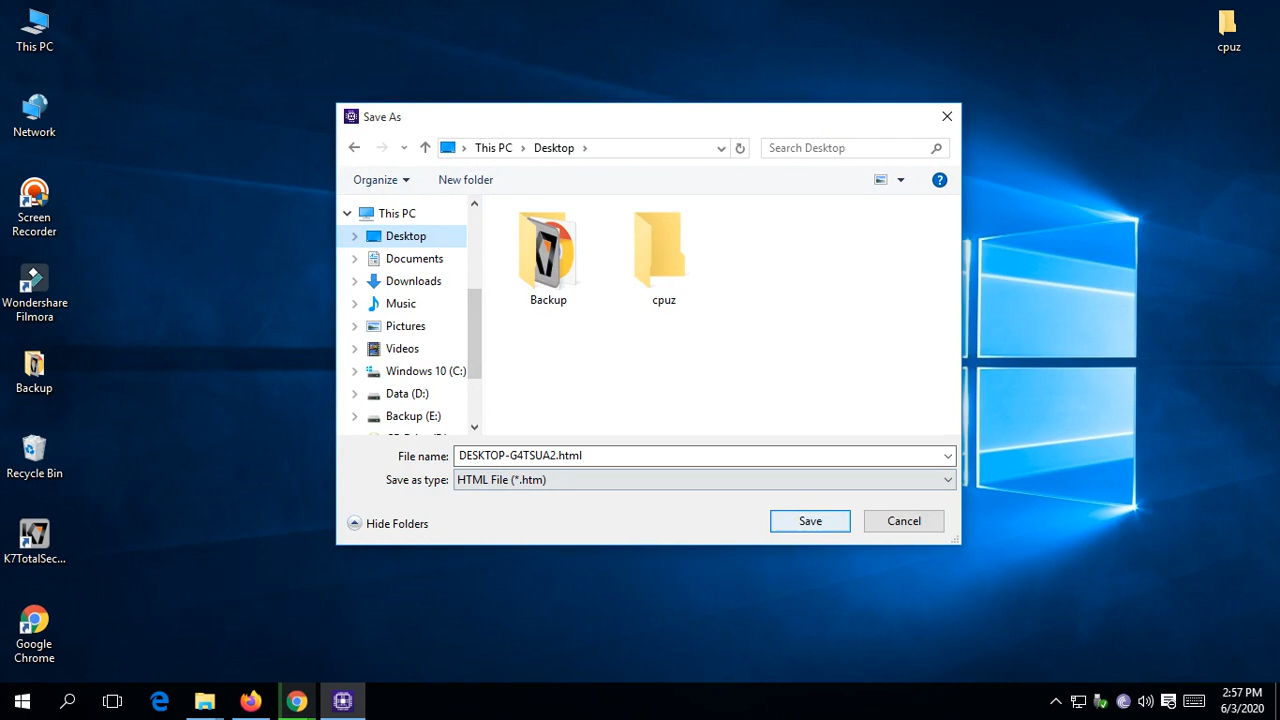 This PC
Network
Screen
Recorder
Wondershare
Filmora
Backup
Recycle Bin
K7TotalSec...
Google
Chrome
cpuz
Save As
This PC
Desktop
Search Desktop
Organize
New folder
?
This PC
Desktop
Documents
Downloads
Music
Pictures
Videos
Windows 10 (C:)
Data (D:)
Backup (E:)
Backup
cpuz
File name: DESKTOP-G4TSUA2.html
Save as type: HTML File (*.htm)
Hide Folders
Save
Cancel
2:57 PM
6/3/2020